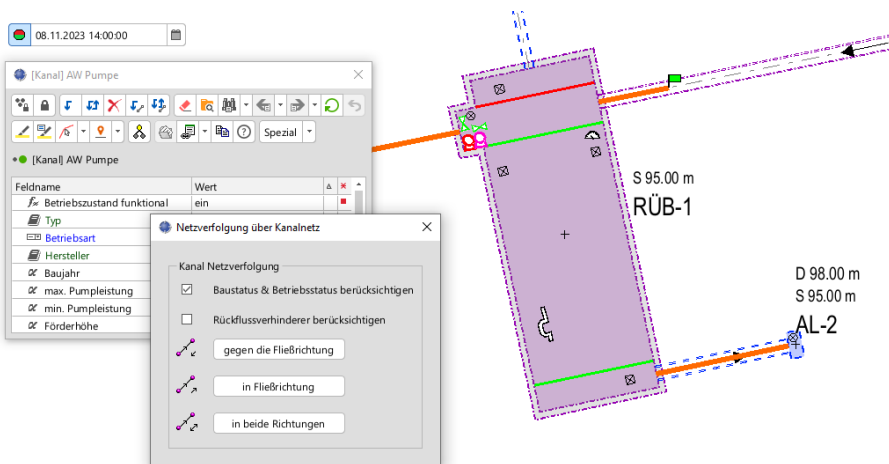 08.11.2023 14:00:00
[Kanal] AW Pumpe
Spezial
[Kanal] AW Pumpe
Feldname Wert
Betriebszustand funktional ein
Typ
Betriebsart
Hersteller
Baujahr
max. Pumpleistung
min. Pumpleistung
Förderhöhe
Netzverfolgung über Kanalnetz
Kanal Netzverfolgung
Baustatus & Betriebsstatus berücksichtigen
Rückflussverhinderer berücksichtigen
gegen die Fließrichtung
in Fließrichtung
in beide Richtungen
S 95.00 m
RÜB-1
D 98.00 m
S 95.00 m
AL-2